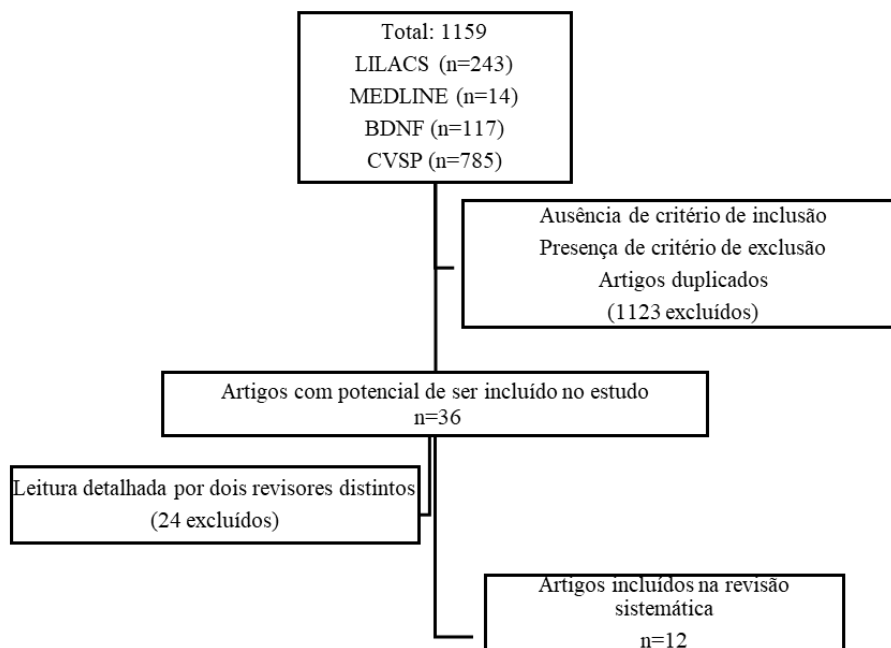 Total: 1159
LILACS (n=243)
MEDLINE (n=14)
BDNF (n=117)
CVSP (n=785)
Ausência de critério de inclusão
Presença de critério de exclusão
Artigos duplicados
(1123 excluídos)
Artigos com potencial de ser incluído no estudo
n=36
Leitura detalhada por dois revisores distintos
(24 excluídos)
Artigos incluídos na revisão
sistemática
n=12